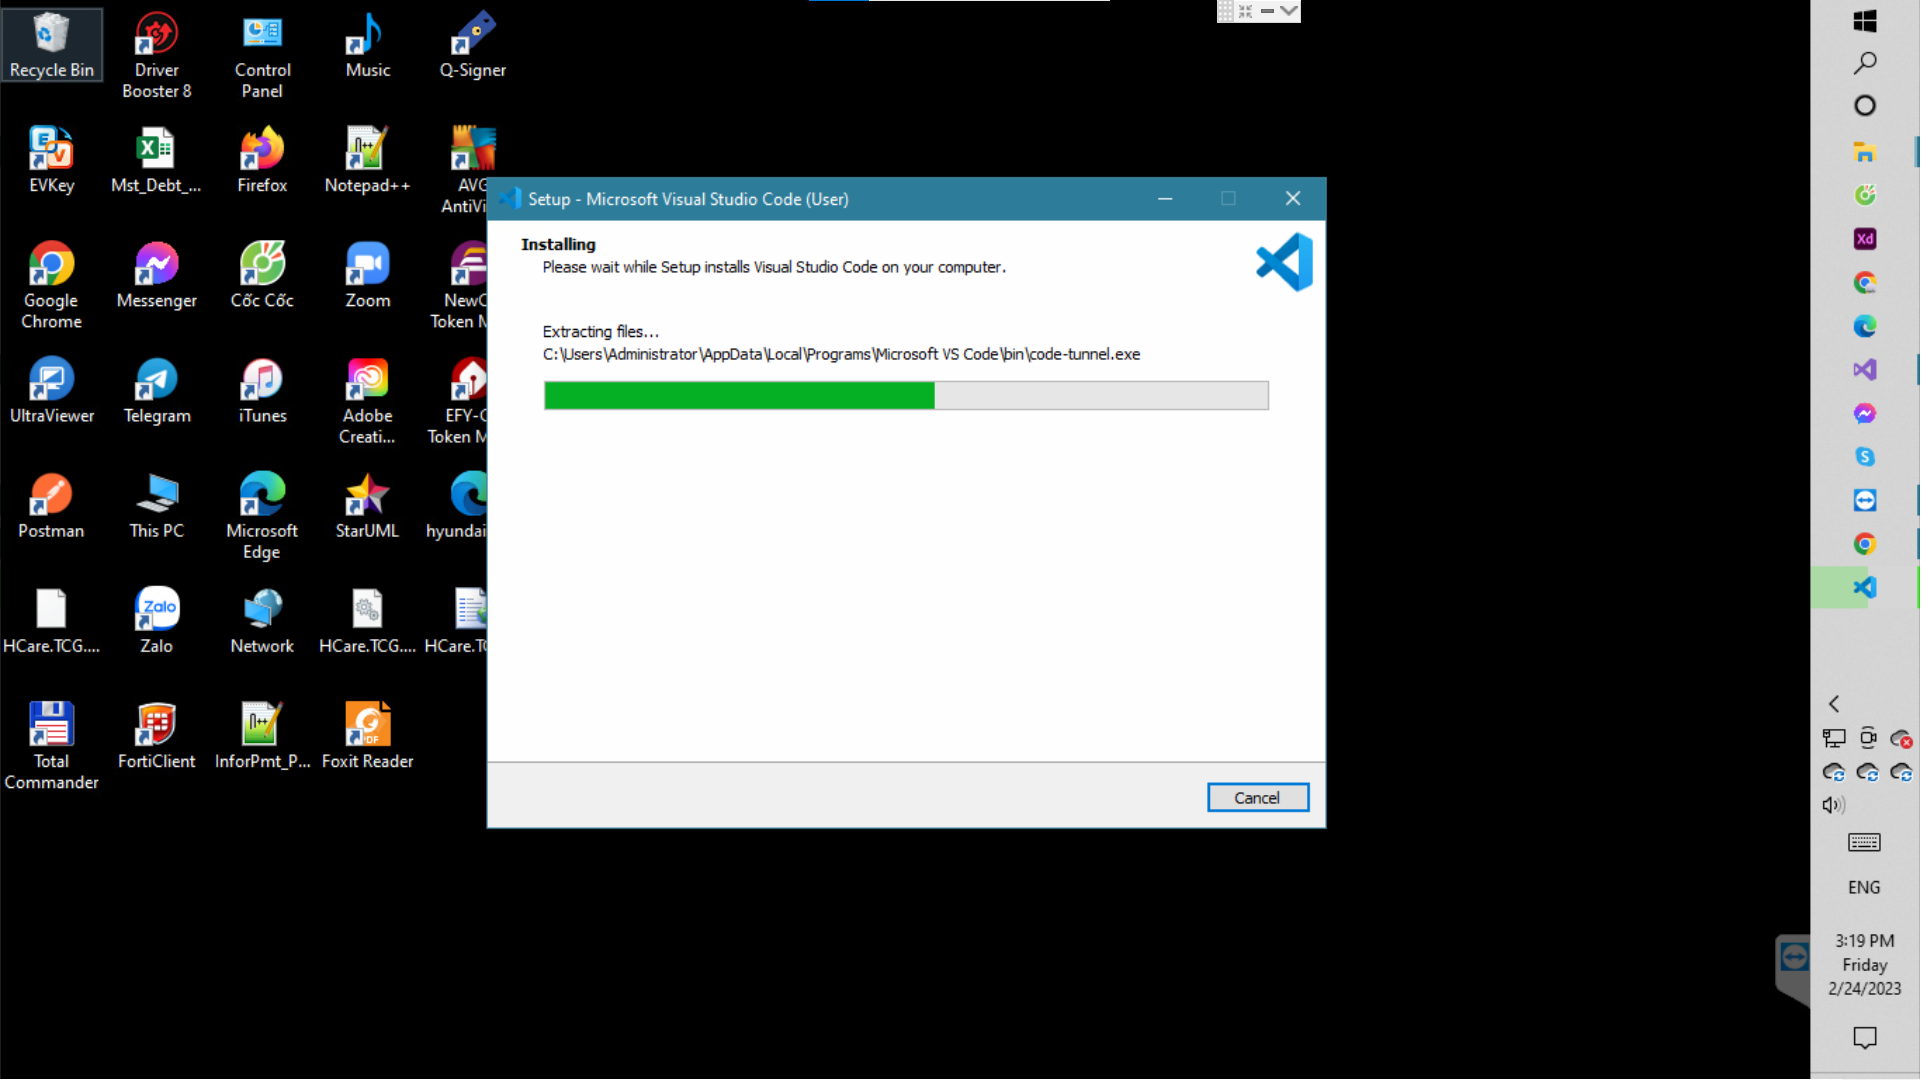 Recycle Bin
Driver
Booster 8
Control
Panel
Music
Q-Signer
EVKey
Mst_Debt_...
Firefox
Notepad++
AVG
AntiVi
Google
Chrome
Messenger
Cốc Cốc
Zoom
NewC
Token M
UltraViewer
Telegram
iTunes
Adobe
Creati...
EFY-C
Token M
Postman
This PC
Microsoft
Edge
StarUML
hyundai
HCare.TCG....
Zalo
Zalo
Network
HCare.TCG....
HCare.TC
Total
Commander
FortiClient
InforPmt_P...
PDF
Foxit Reader
Setup - Microsoft Visual Studio Code (User)
Installing
Please wait while Setup installs Visual Studio Code on your computer.
Extracting files...
C:\Users\Administrator\AppData\Local\Programs\Microsoft VS Code\bin\code-tunnel.exe
Cancel
Xd
ENG
3:19 PM
Friday
2/24/2023